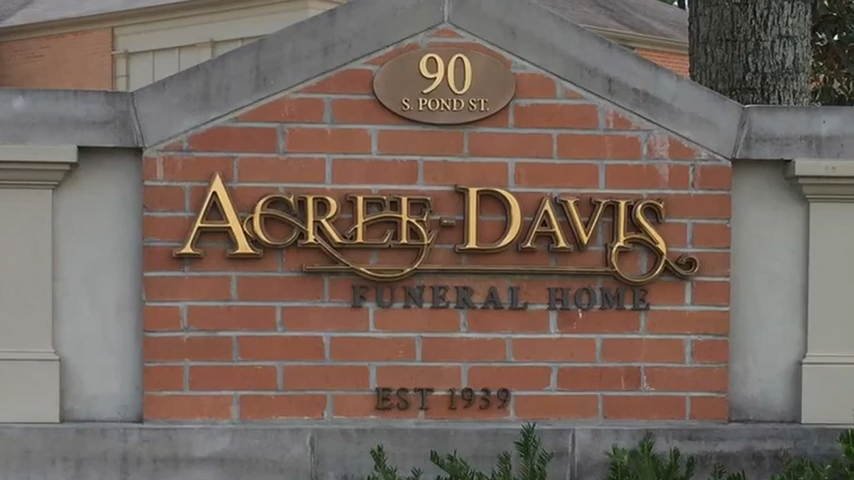 90
S. POND ST.
ACREE-DAVIS
FUNERAL HOME
EST 1939